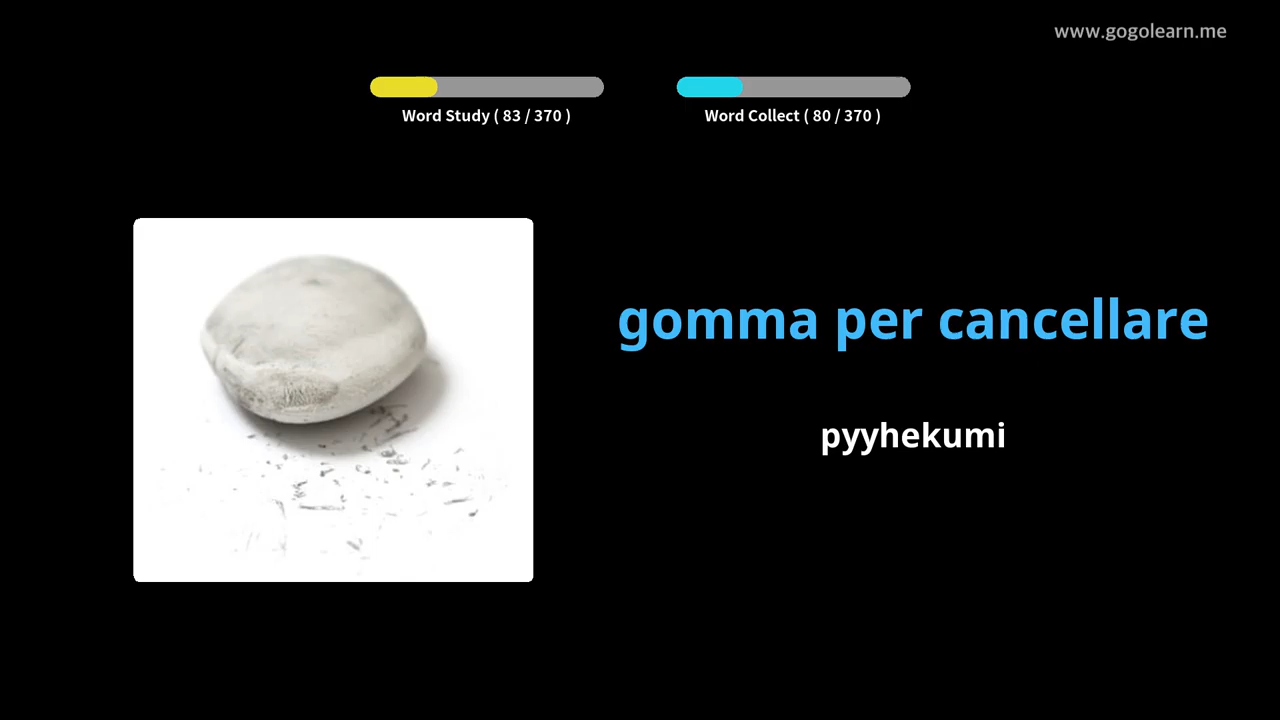 www.gogolearn.me
Word Study ( 83 / 370 )
Word Collect ( 80 / 370 )
gomma per cancellare
pyyhekumi